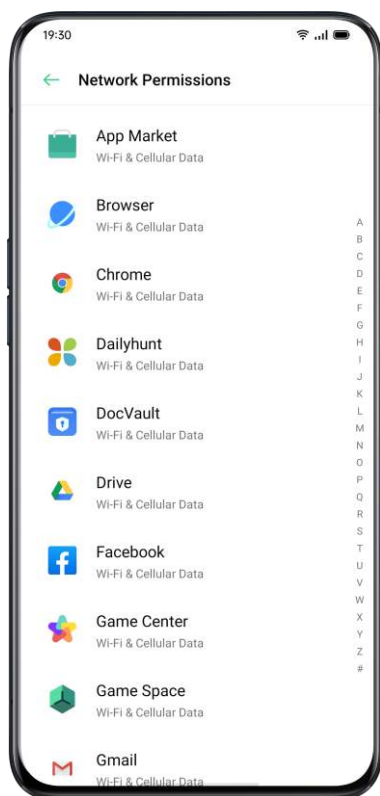 19:30
Network Permissions
App Market
Wi-Fi & Cellular Data
Browser
Wi-Fi & Cellular Data
Chrome
Wi-Fi & Cellular Data
Dailyhunt
Wi-Fi & Cellular Data
DocVault
Wi-Fi & Cellular Data
Drive
Wi-Fi & Cellular Data
Facebook
Wi-Fi & Cellular Data
Game Center
Wi-Fi & Cellular Data
Game Space
Wi-Fi & Cellular Data
Gmail
Wi-Fi & Cellular Data
A
B
C
D
E
F
G
H
I
J
K
L
M
N
O
P
Q
R
S
T
U
V
W
X
Y
Z
#